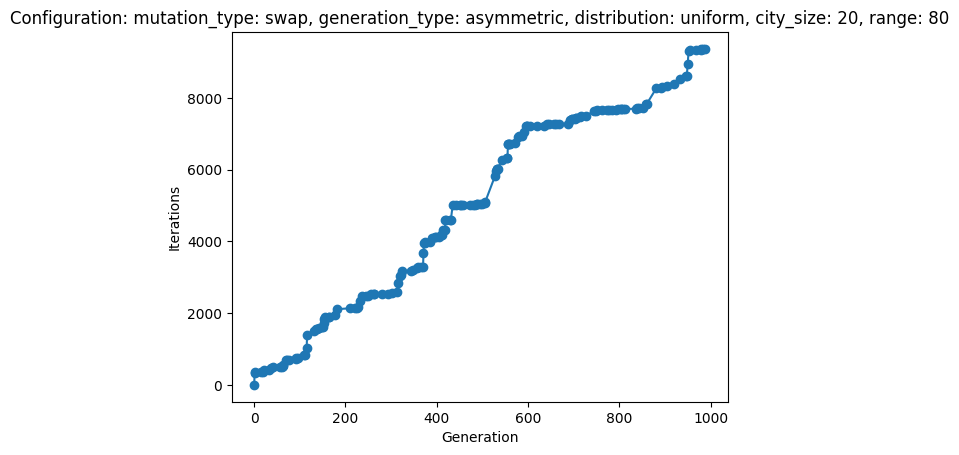 Configuration: mutation_type: swap, generation_type: asymmetric, distribution: uniform, city_size: 20, range: 80
8000
6000
4000
2000
0
Iterations
0 200 400 600 800 1000
Generation